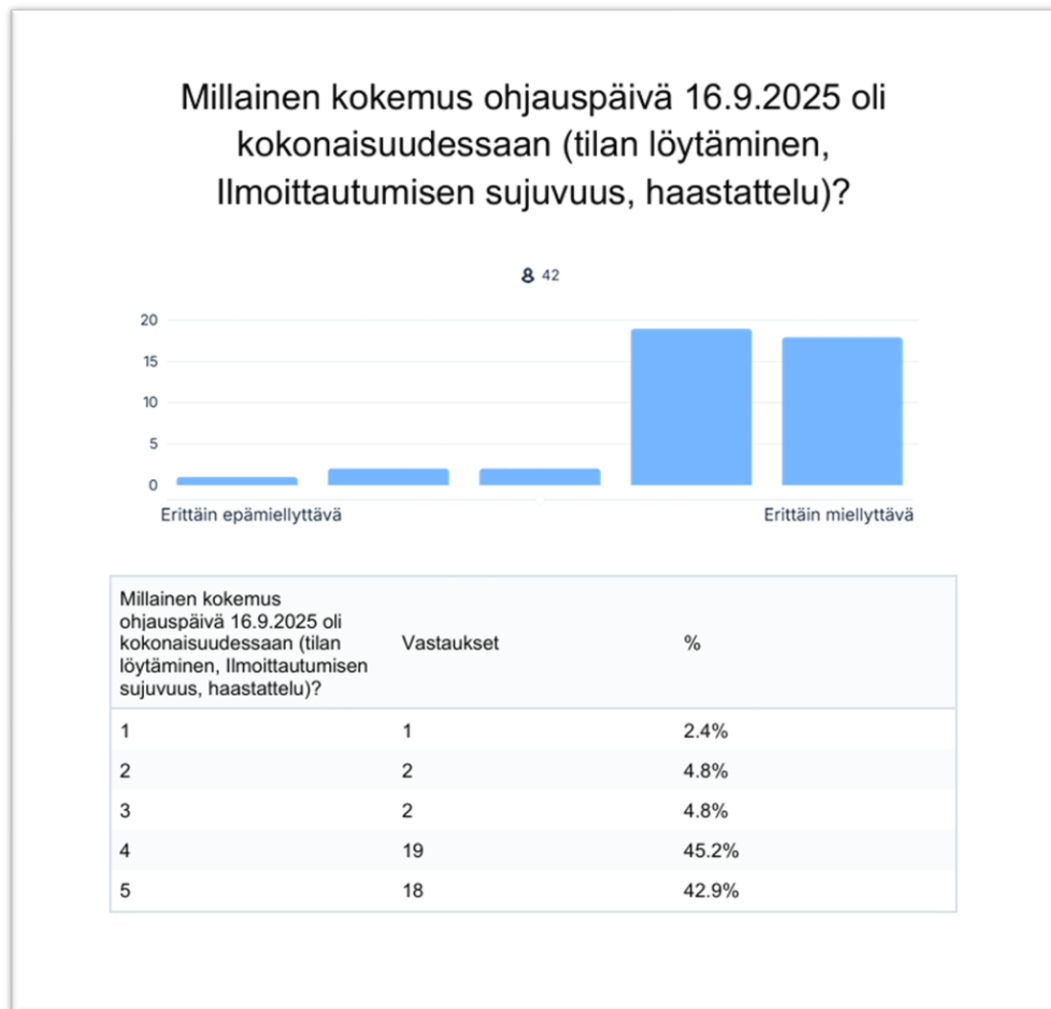 Millainen kokemus ohjauspäivä 16.9.2025 oli
kokonaisuudessaan (tilan löytäminen,
Ilmoittautumisen sujuvuus, haastattelu)?
42
20
15
10
5
0
Erittäin epämiellyttävä Erittäin miellyttävä
Millainen kokemus
ohjauspäivä 16.9.2025 oli
kokonaisuudessaan (tilan
löytäminen, Ilmoittautumisen
sujuvuus, haastattelu)?
Vastaukset
%
1 1 2.4%
2 2 4.8%
3 2 4.8%
4 19 45.2%
5 18 42.9%